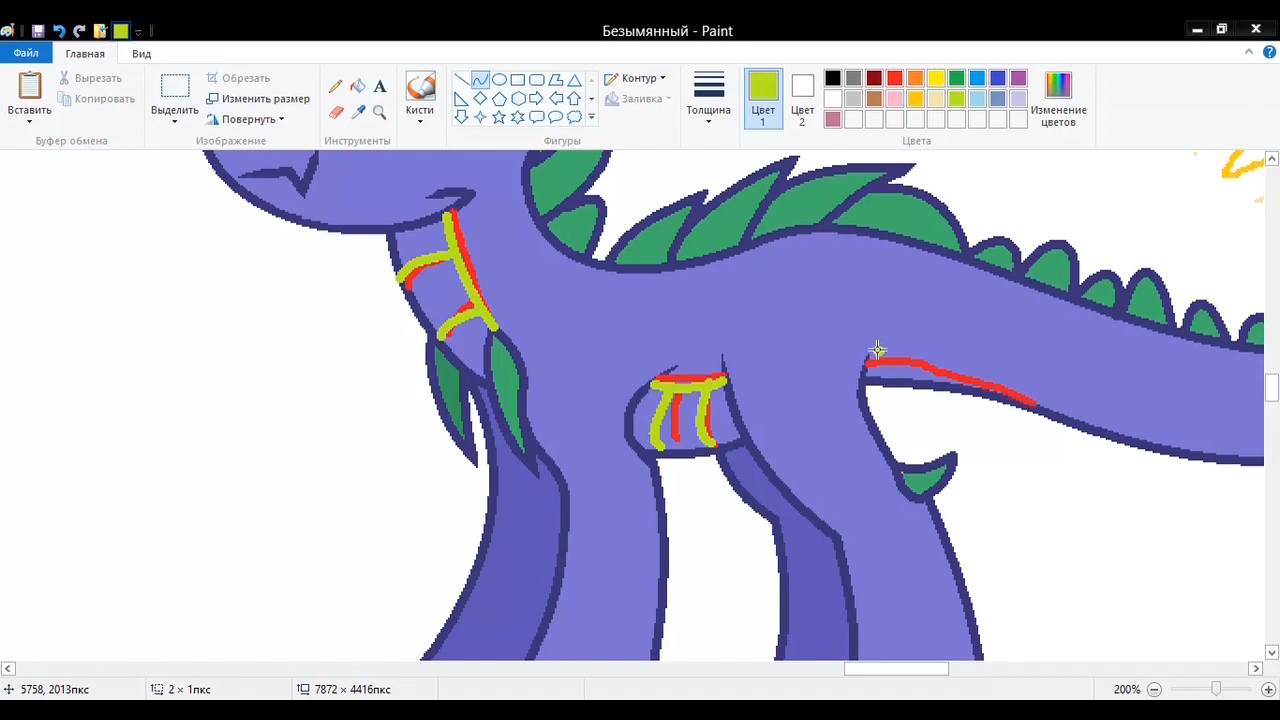 Безымянный - Paint
Файл
Главная
Вид
Вставить
Вырезать
Копировать
Буфер обмена
Выделить
Обрезать
Изменить размер
Повернуть
Изображение
A
Инструменты
Кисти
Контур
Заливка
Фигуры
Толщина
Цвет
1
Цвет
2
Изменение
цветов
Цвета
5758, 2013пкс
2 × 1пкс
7872 × 4416пкс
200%